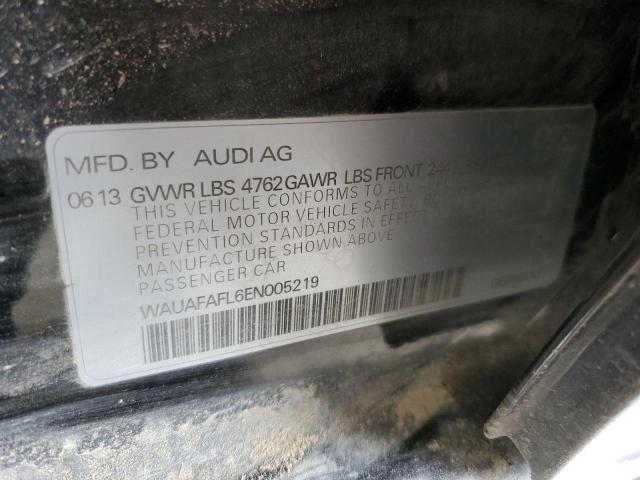 MFD. BY AUDI AG
06 13 GVWR LBS 4762 GAWR LBS FRONT
THIS VEHICLE CONFORMS TO ALL
FEDERAL MOTOR VEHICLE SAFETY,
PREVENTION STANDARDS IN EFFECT
MANUFACTURE SHOWN ABOVE
PASSENGER CAR
WAUAFAFL6EN005219